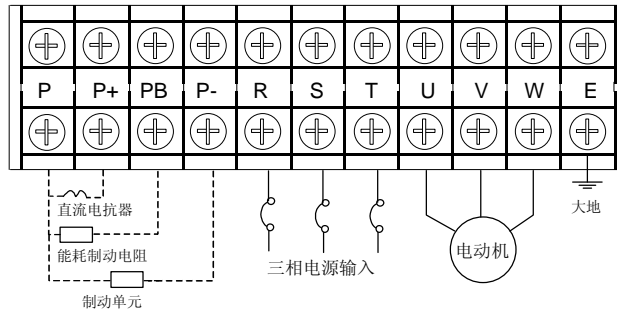 P P+ PB P- R S T U V W E
直流电抗器
大地
能耗制动电阻
电动机
三相电源输入
制动单元